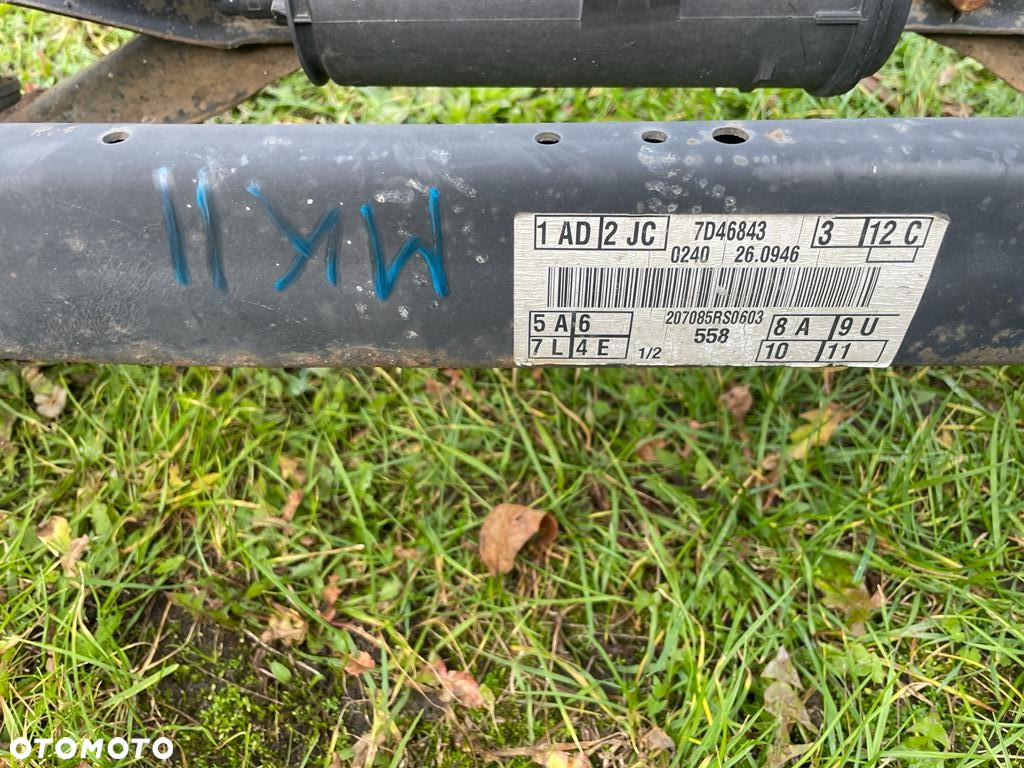 MK II
1 AD 2 JC 7D46843 3 12 C
0240 26.0946
207085RS0603
5 A 6 558 8 A 9 U
7 L 4 E 1/2 10 11
OTOMOTO